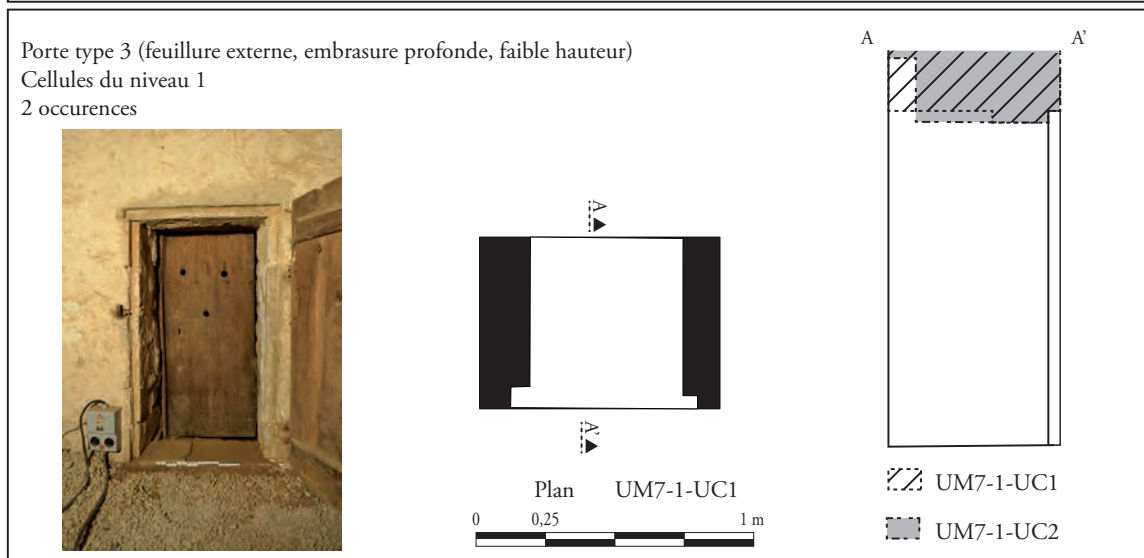 Porte type 3 (feuillure externe, embrasure profonde, faible hauteur)
Cellules du niveau 1
2 occurences
A A'
A
A'
Plan UM7-1-UC1
0 0,25 1 m
UM7-1-UC1
UM7-1-UC2